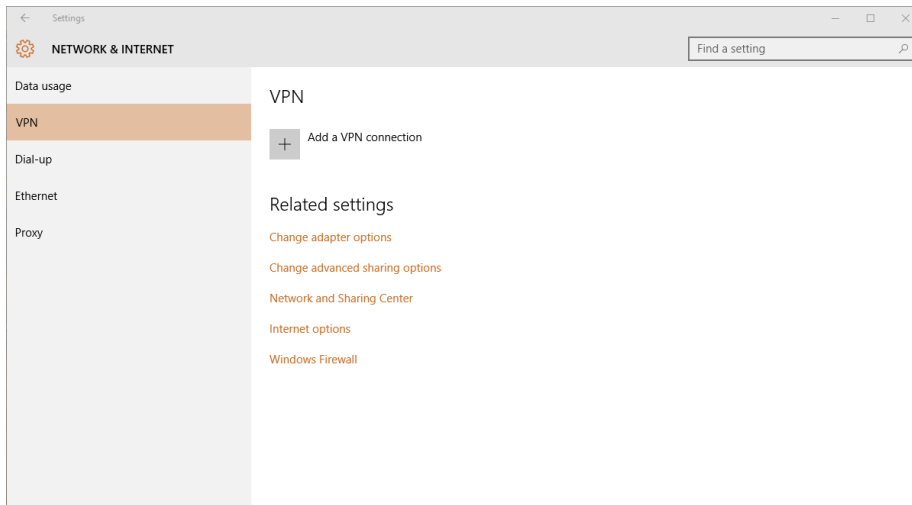 Settings
NETWORK & INTERNET
Find a setting
Data usage
VPN
Dial-up
Ethernet
Proxy
VPN
Add a VPN connection
Related settings
Change adapter options
Change advanced sharing options
Network and Sharing Center
Internet options
Windows Firewall